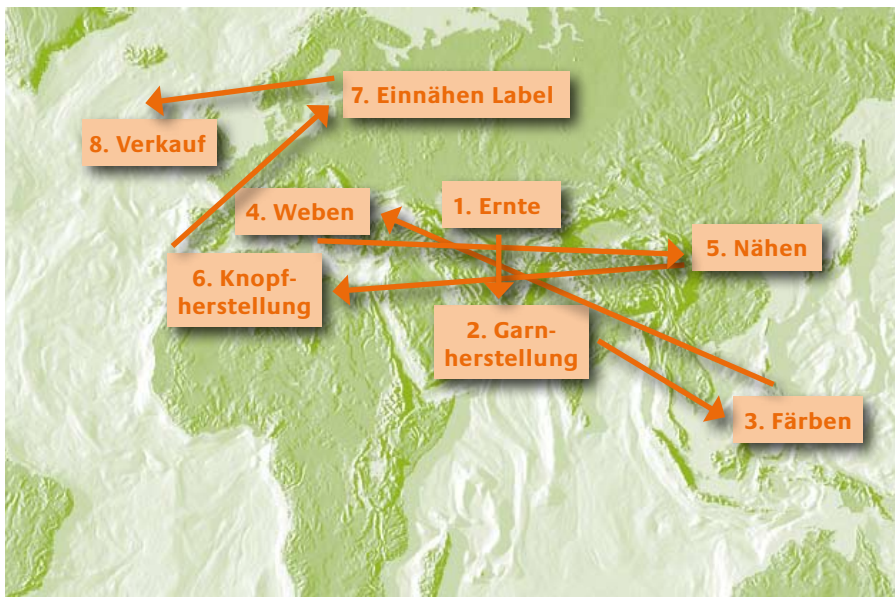 7. Einnähen Label
8. Verkauf
4. Weben
1. Ernte
5. Nähen
6. Knopf-
herstellung
2. Garn-
herstellung
3. Färben